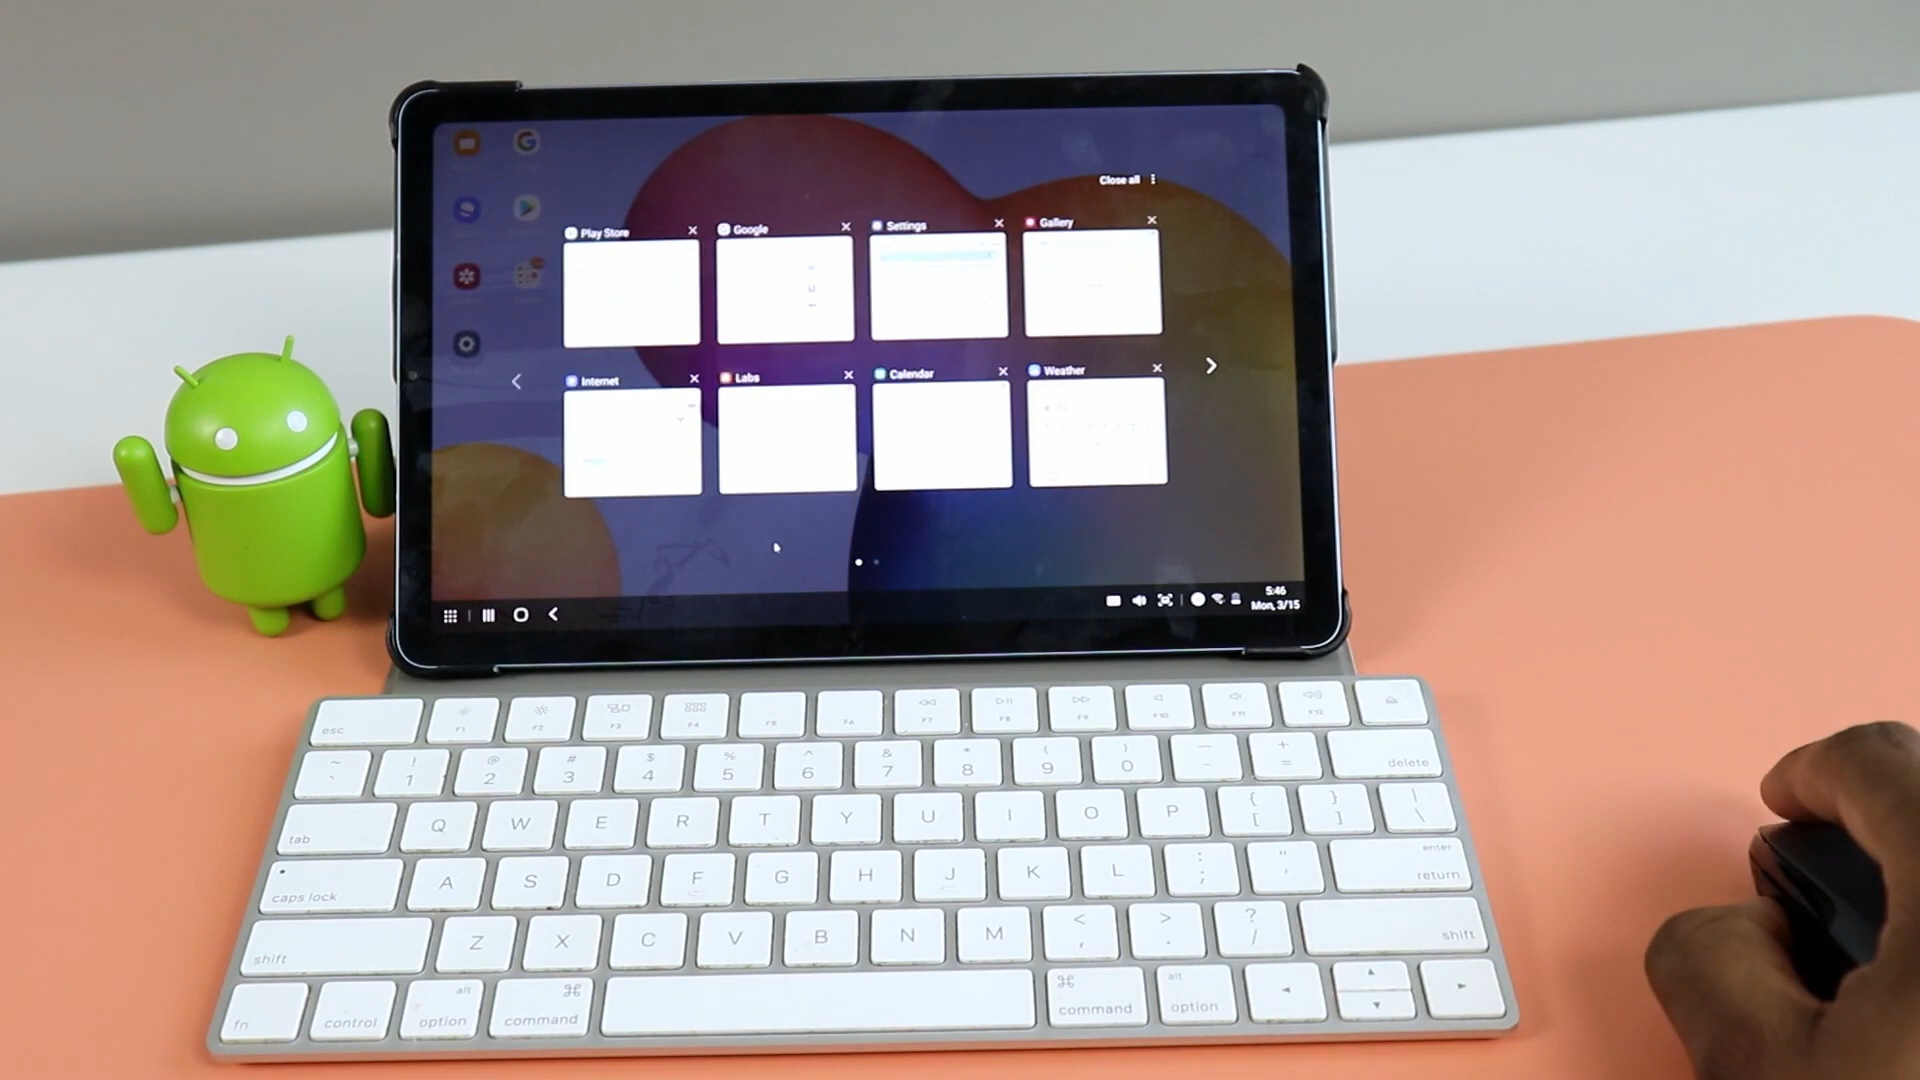 Close all
Play Store
Google
Settings
Gallery
Internet
Labs
Calendar
Weather
5:46
Mon, 3/15
esc
F1
F2
F3
F4
F5
F6
F7
F8
F9
F10
F11
F12
~ `
! 1
@ 2
# 3
$ 4
% 5
^ 6
& 7
* 8
( 9
) 0
— -
+ =
delete
tab
Q W E R T Y U I O P
{ [
} ]
| \
caps lock
A S D F G H J K L
: ;
" '
enter
return
shift
Z X C V B N M
< ,
> .
? /
shift
fn
control
alt
option
⌘
command
⌘
command
alt
option